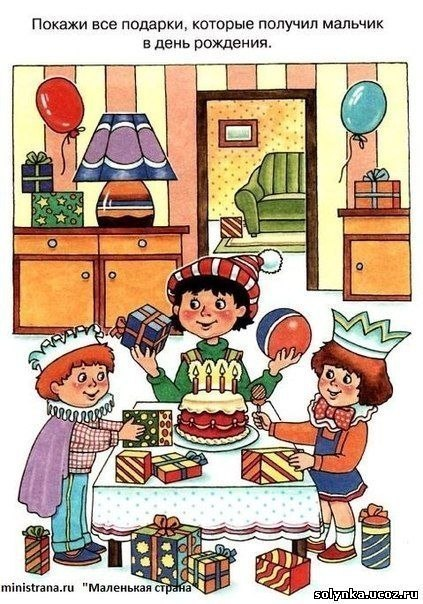 Покажи все подарки, которые получил мальчик
в день рождения.
ministrana.ru "Маленькая страна
solynka.ucoz.ru